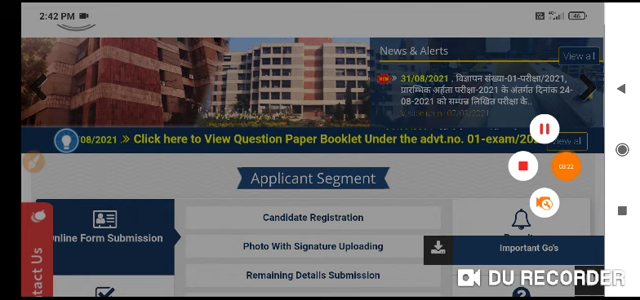 2:42 PM
46
News & Alerts
View all
31/08/2021 . विज्ञापन संख्या-01-परीक्षा/2021,
प्रारम्भिक अर्हता परीक्षा-2021 के अंतर्गत दिनांक 24-
08-2021 को सम्पन्न लिखित परीक्षा के..
08/2021 .» Click here to View Question Paper Booklet Under the advt.no. 01-exam/20
View all
Applicant Segment
Online Form Submission
Candidate Registration
Photo With Signature Uploading
Remaining Details Submission
Important Go's
ntact Us
DU RECORDER